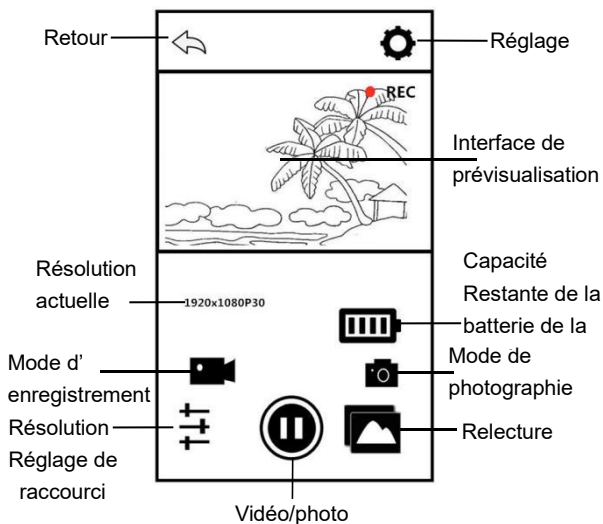 Retour
Réglage
REC
Interface de
prévisualisation
Résolution
actuelle
1920x1080P30
Capacité
Restante de la
batterie de la
Mode d’
enregistrement
Mode de
photographie
Résolution
Réglage de
raccourci
Relecture
Vidéo/photo